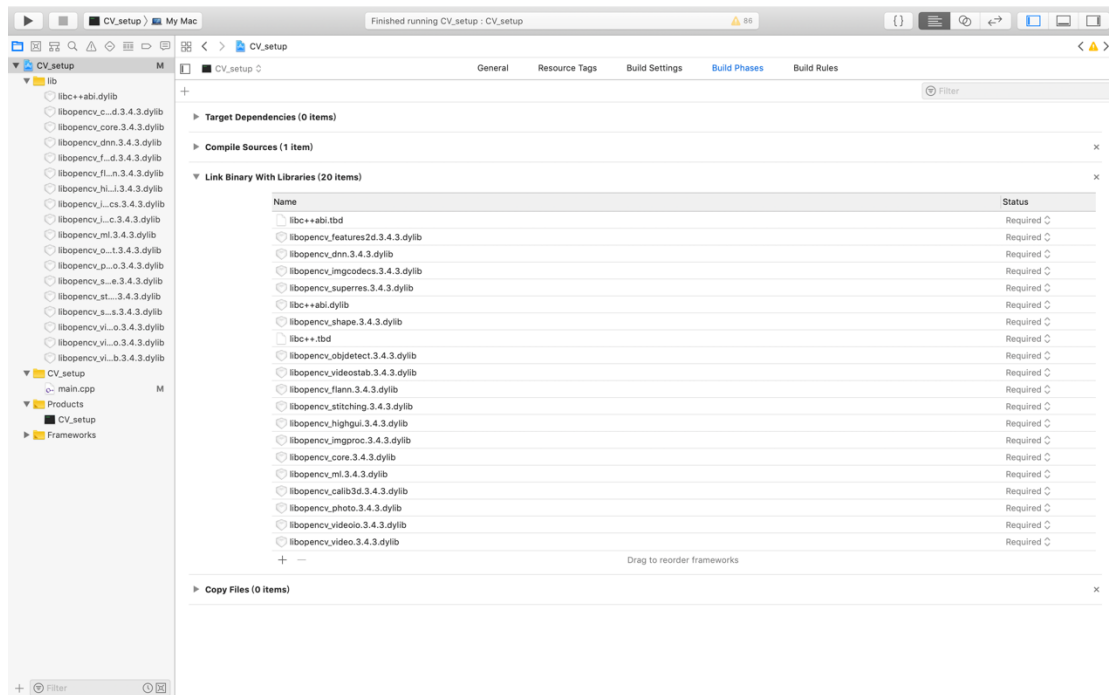 CV_setup 〉 My Mac
Finished running CV_setup : CV_setup
86
CV_setup M
lib
libc++abi.dylib
libopencv_c...d.3.4.3.dylib
libopencv_core.3.4.3.dylib
libopencv_dnn.3.4.3.dylib
libopencv_f...d.3.4.3.dylib
libopencv_fl...n.3.4.3.dylib
libopencv_hi...i.3.4.3.dylib
libopencv_i...cs.3.4.3.dylib
libopencv_i...c.3.4.3.dylib
libopencv_ml.3.4.3.dylib
libopencv_o...t.3.4.3.dylib
libopencv_p...o.3.4.3.dylib
libopencv_s...e.3.4.3.dylib
libopencv_st....3.4.3.dylib
libopencv_s...s.3.4.3.dylib
libopencv_vi...o.3.4.3.dylib
libopencv_vi...o.3.4.3.dylib
libopencv_vi...b.3.4.3.dylib
CV_setup
main.cpp M
Products
CV_setup
Frameworks
Filter
CV_setup
CV_setup
General Resource Tags Build Settings Build Phases Build Rules
Filter
Target Dependencies (0 items)
Compile Sources (1 item)
Link Binary With Libraries (20 items)
Name Status
libc++abi.tbd Required
libopencv_features2d.3.4.3.dylib Required
libopencv_dnn.3.4.3.dylib Required
libopencv_imgcodecs.3.4.3.dylib Required
libopencv_superres.3.4.3.dylib Required
libc++abi.dylib Required
libopencv_shape.3.4.3.dylib Required
libc++.tbd Required
libopencv_objdetect.3.4.3.dylib Required
libopencv_videostab.3.4.3.dylib Required
libopencv_flann.3.4.3.dylib Required
libopencv_stitching.3.4.3.dylib Required
libopencv_highgui.3.4.3.dylib Required
libopencv_imgproc.3.4.3.dylib Required
libopencv_core.3.4.3.dylib Required
libopencv_ml.3.4.3.dylib Required
libopencv_calib3d.3.4.3.dylib Required
libopencv_photo.3.4.3.dylib Required
libopencv_videoio.3.4.3.dylib Required
libopencv_video.3.4.3.dylib Required
Drag to reorder frameworks
Copy Files (0 items)